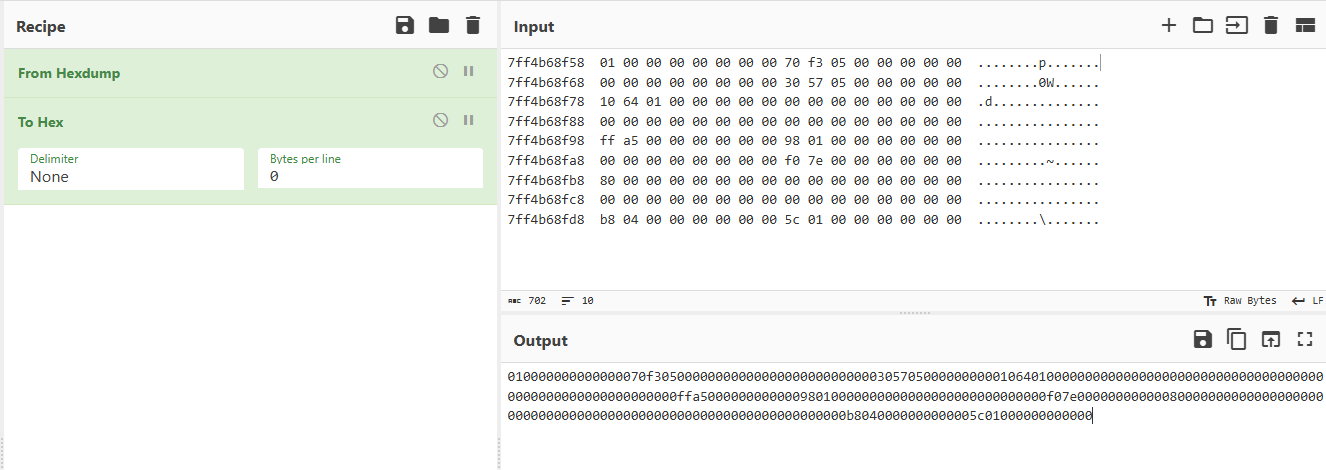 Recipe
From Hexdump
To Hex
Delimiter
None
Bytes per line
0
Input
7ff4b68f58 01 00 00 00 00 00 00 00 70 f3 05 00 00 00 00 00 ........p.......
7ff4b68f68 00 00 00 00 00 00 00 00 30 57 05 00 00 00 00 00 ........0W......
7ff4b68f78 10 64 01 00 00 00 00 00 00 00 00 00 00 00 00 00 .d..............
7ff4b68f88 00 00 00 00 00 00 00 00 00 00 00 00 00 00 00 00 ................
7ff4b68f98 ff a5 00 00 00 00 00 00 98 01 00 00 00 00 00 00 ................
7ff4b68fa8 00 00 00 00 00 00 00 00 f0 7e 00 00 00 00 00 00 .........~......
7ff4b68fb8 80 00 00 00 00 00 00 00 00 00 00 00 00 00 00 00 ................
7ff4b68fc8 00 00 00 00 00 00 00 00 00 00 00 00 00 00 00 00 ................
7ff4b68fd8 b8 04 00 00 00 00 00 00 5c 01 00 00 00 00 00 00 ........\.......
ABC 702 10 Tт Raw Bytes LF
Output
010000000000000070f305000000000000000000000000003057050000000000106401000000000000000000000000000000000000
0000000000000000000000ffa500000000000098010000000000000000000000000000f07e00000000000080000000000000000000
00000000000000000000000000000000000000000000b8040000000000005c01000000000000